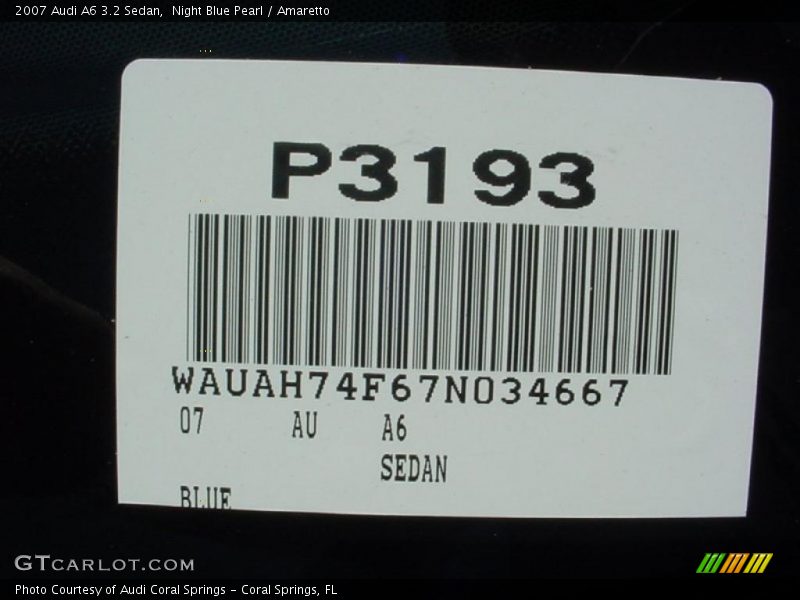 2007 Audi A6 3.2 Sedan,  Night Blue Pearl / Amaretto
P3193
WAUAH74F67N034667
07 AU A6
SEDAN
BLUE
GTCARLOT.COM
Photo Courtesy of Audi Coral Springs - Coral Springs, FL